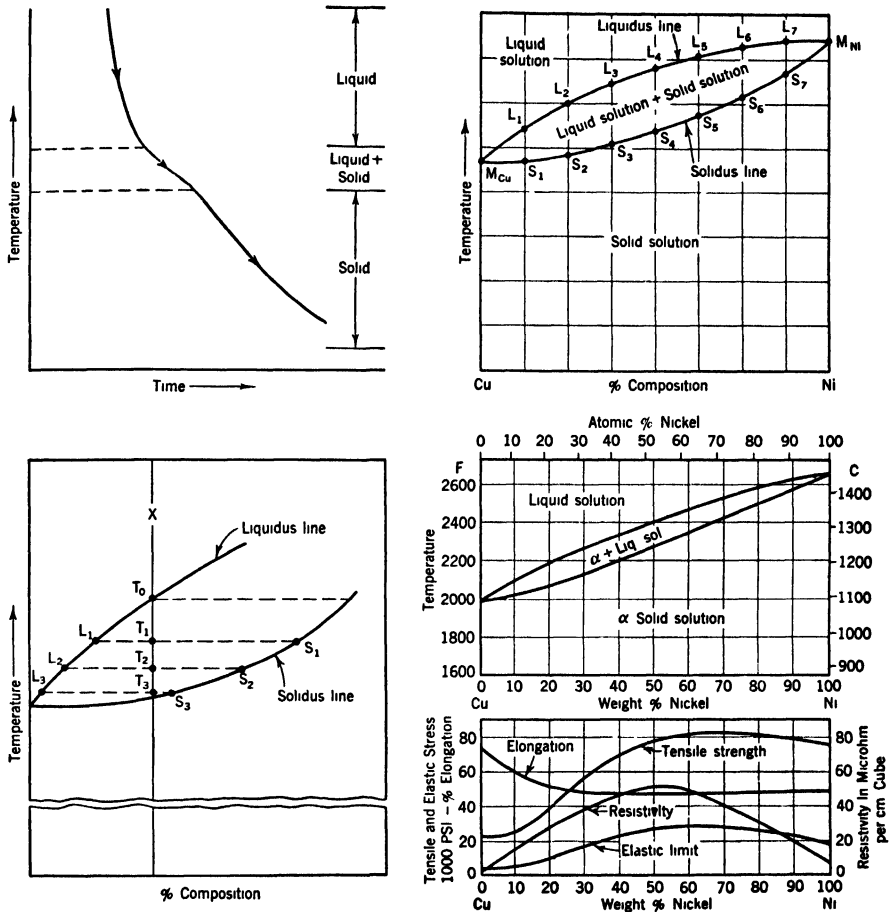 Temperature
Liquid
Liquid +
Solid
Solid
Time
Temperature
Liquid
solution
Liquidus line
L1
L2
L3
L4
L5
L6
L7
MNi
Liquid solution + Solid solution
MCu
S1
S2
S3
S4
S5
S6
S7
Solidus line
Solid solution
Cu
% Composition
Ni
Temperature
X
Liquidus line
T0
L1
T1
S1
L2
T2
S2
L3
T3
S3
Solidus line
% Composition
Atomic % Nickel
0 10 20 30 40 50 60 70 80 90 100
F
C
2600
2400
2200
2000
1800
1600
Temperature
Liquid solution
α + Liq sol
α Solid solution
1400
1300
1200
1100
1000
900
0 10 20 30 40 50 60 70 80 90 100
Cu
Weight % Nickel
Ni
Tensile and Elastic Stress
1000 PSI – % Elongation
80
60
40
20
0
Elongation
Tensile strength
Resistivity
Elastic limit
80
60
40
20
0
Resistivity In Microhm
per cm Cube
0 10 20 30 40 50 60 70 80 90 100
Cu
Weight % Nickel
Ni